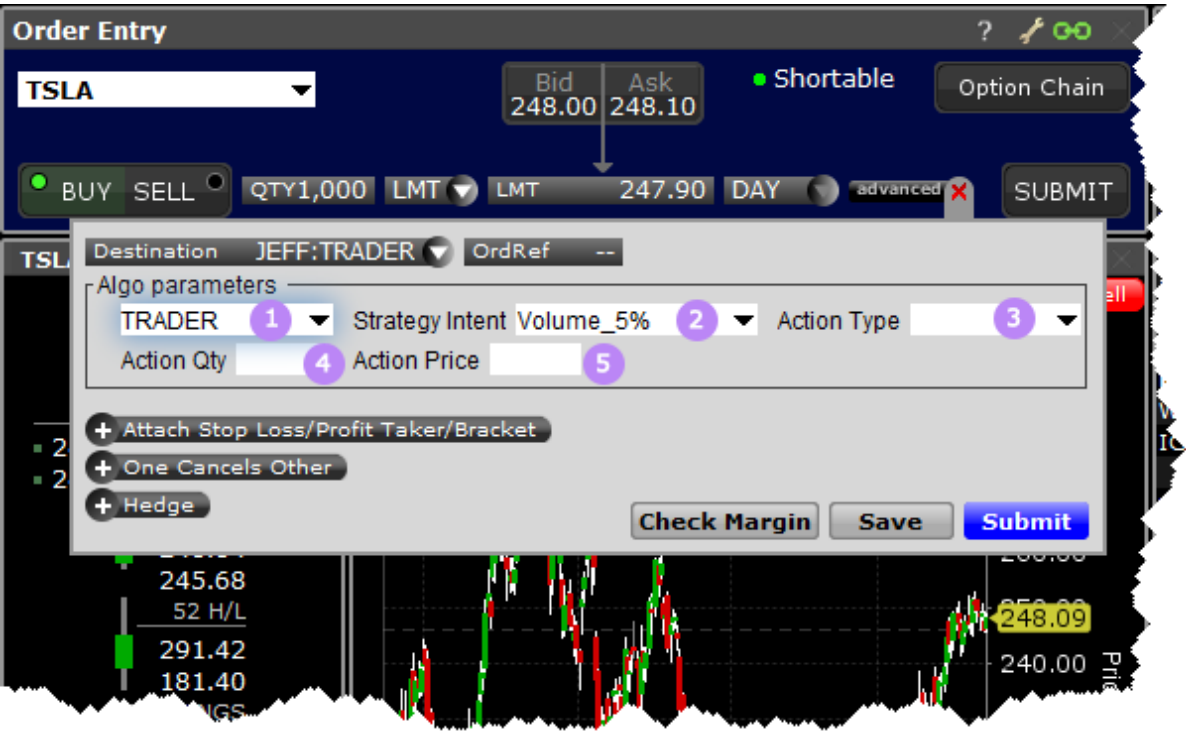 Order Entry ?
TSLA Bid Ask Shortable Option Chain
248.00 248.10
BUY SELL QTY1,000 LMT LMT 247.90 DAY advanced SUBMIT
Destination JEFF:TRADER OrdRef --
TSL
Algo parameters
ell
TRADER 1 Strategy Intent Volume_5% 2 Action Type 3
Action Qty 4 Action Price 5
+ Attach Stop Loss/Profit Taker/Bracket
+ One Cancels Other
+ Hedge
Check Margin Save Submit
245.68
52 H/L
248.09
291.42
240.00
181.40